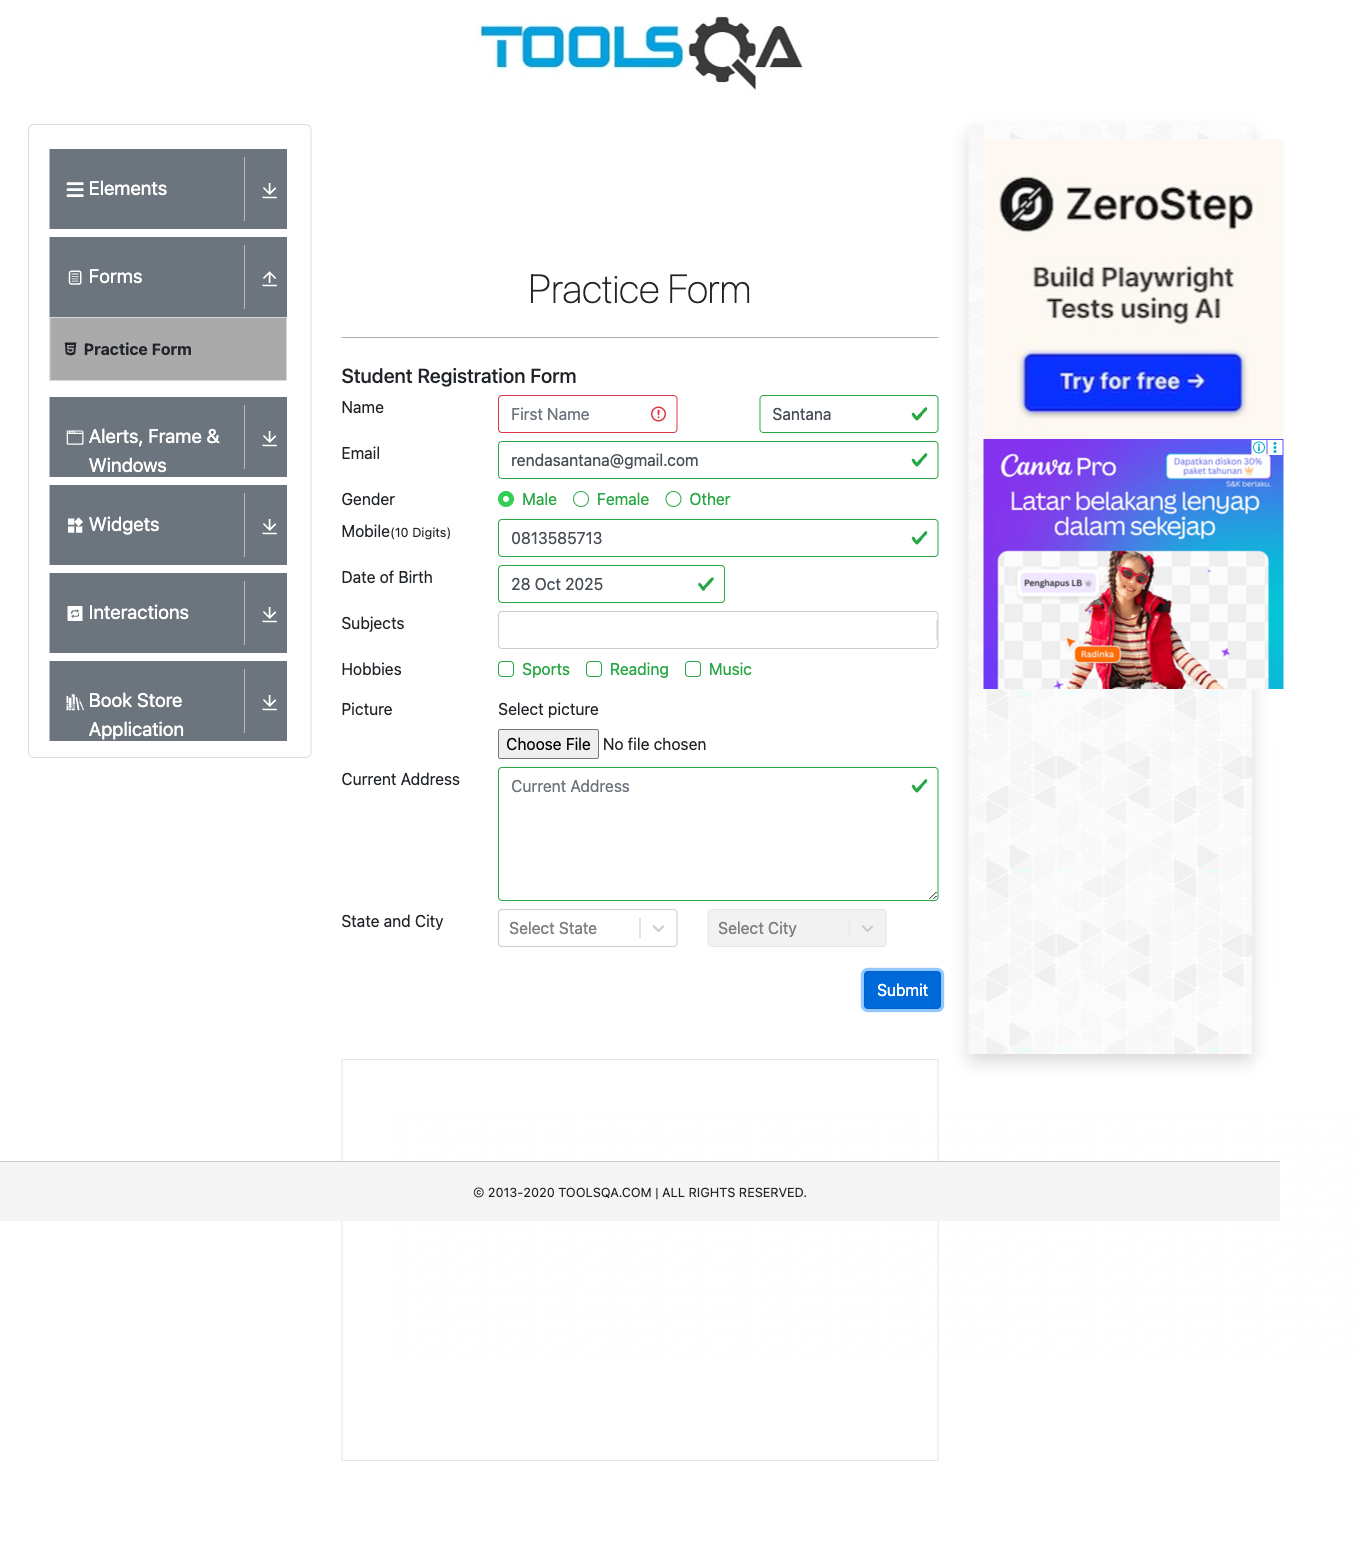 TOOLSQA
Elements
Forms
Practice Form
Alerts, Frame &
Windows
Widgets
Interactions
Book Store
Application
Practice Form
Student Registration Form
Name
First Name
Santana
Email
rendasantana@gmail.com
Gender
Male
Female
Other
Mobile(10 Digits)
0813585713
Date of Birth
28 Oct 2025
Subjects
Hobbies
Sports
Reading
Music
Picture
Select picture
Choose File No file chosen
Current Address
Current Address
State and City
Select State
Select City
Submit
ZeroStep
Build Playwright
Tests using AI
Try for free →
Canva Pro
Dapatkan diskon 30%
paket tahunan
S&K berlaku.
Latar belakang lenyap
dalam sekejap
Penghapus LB
Radinka
© 2013-2020 TOOLSQA.COM | ALL RIGHTS RESERVED.